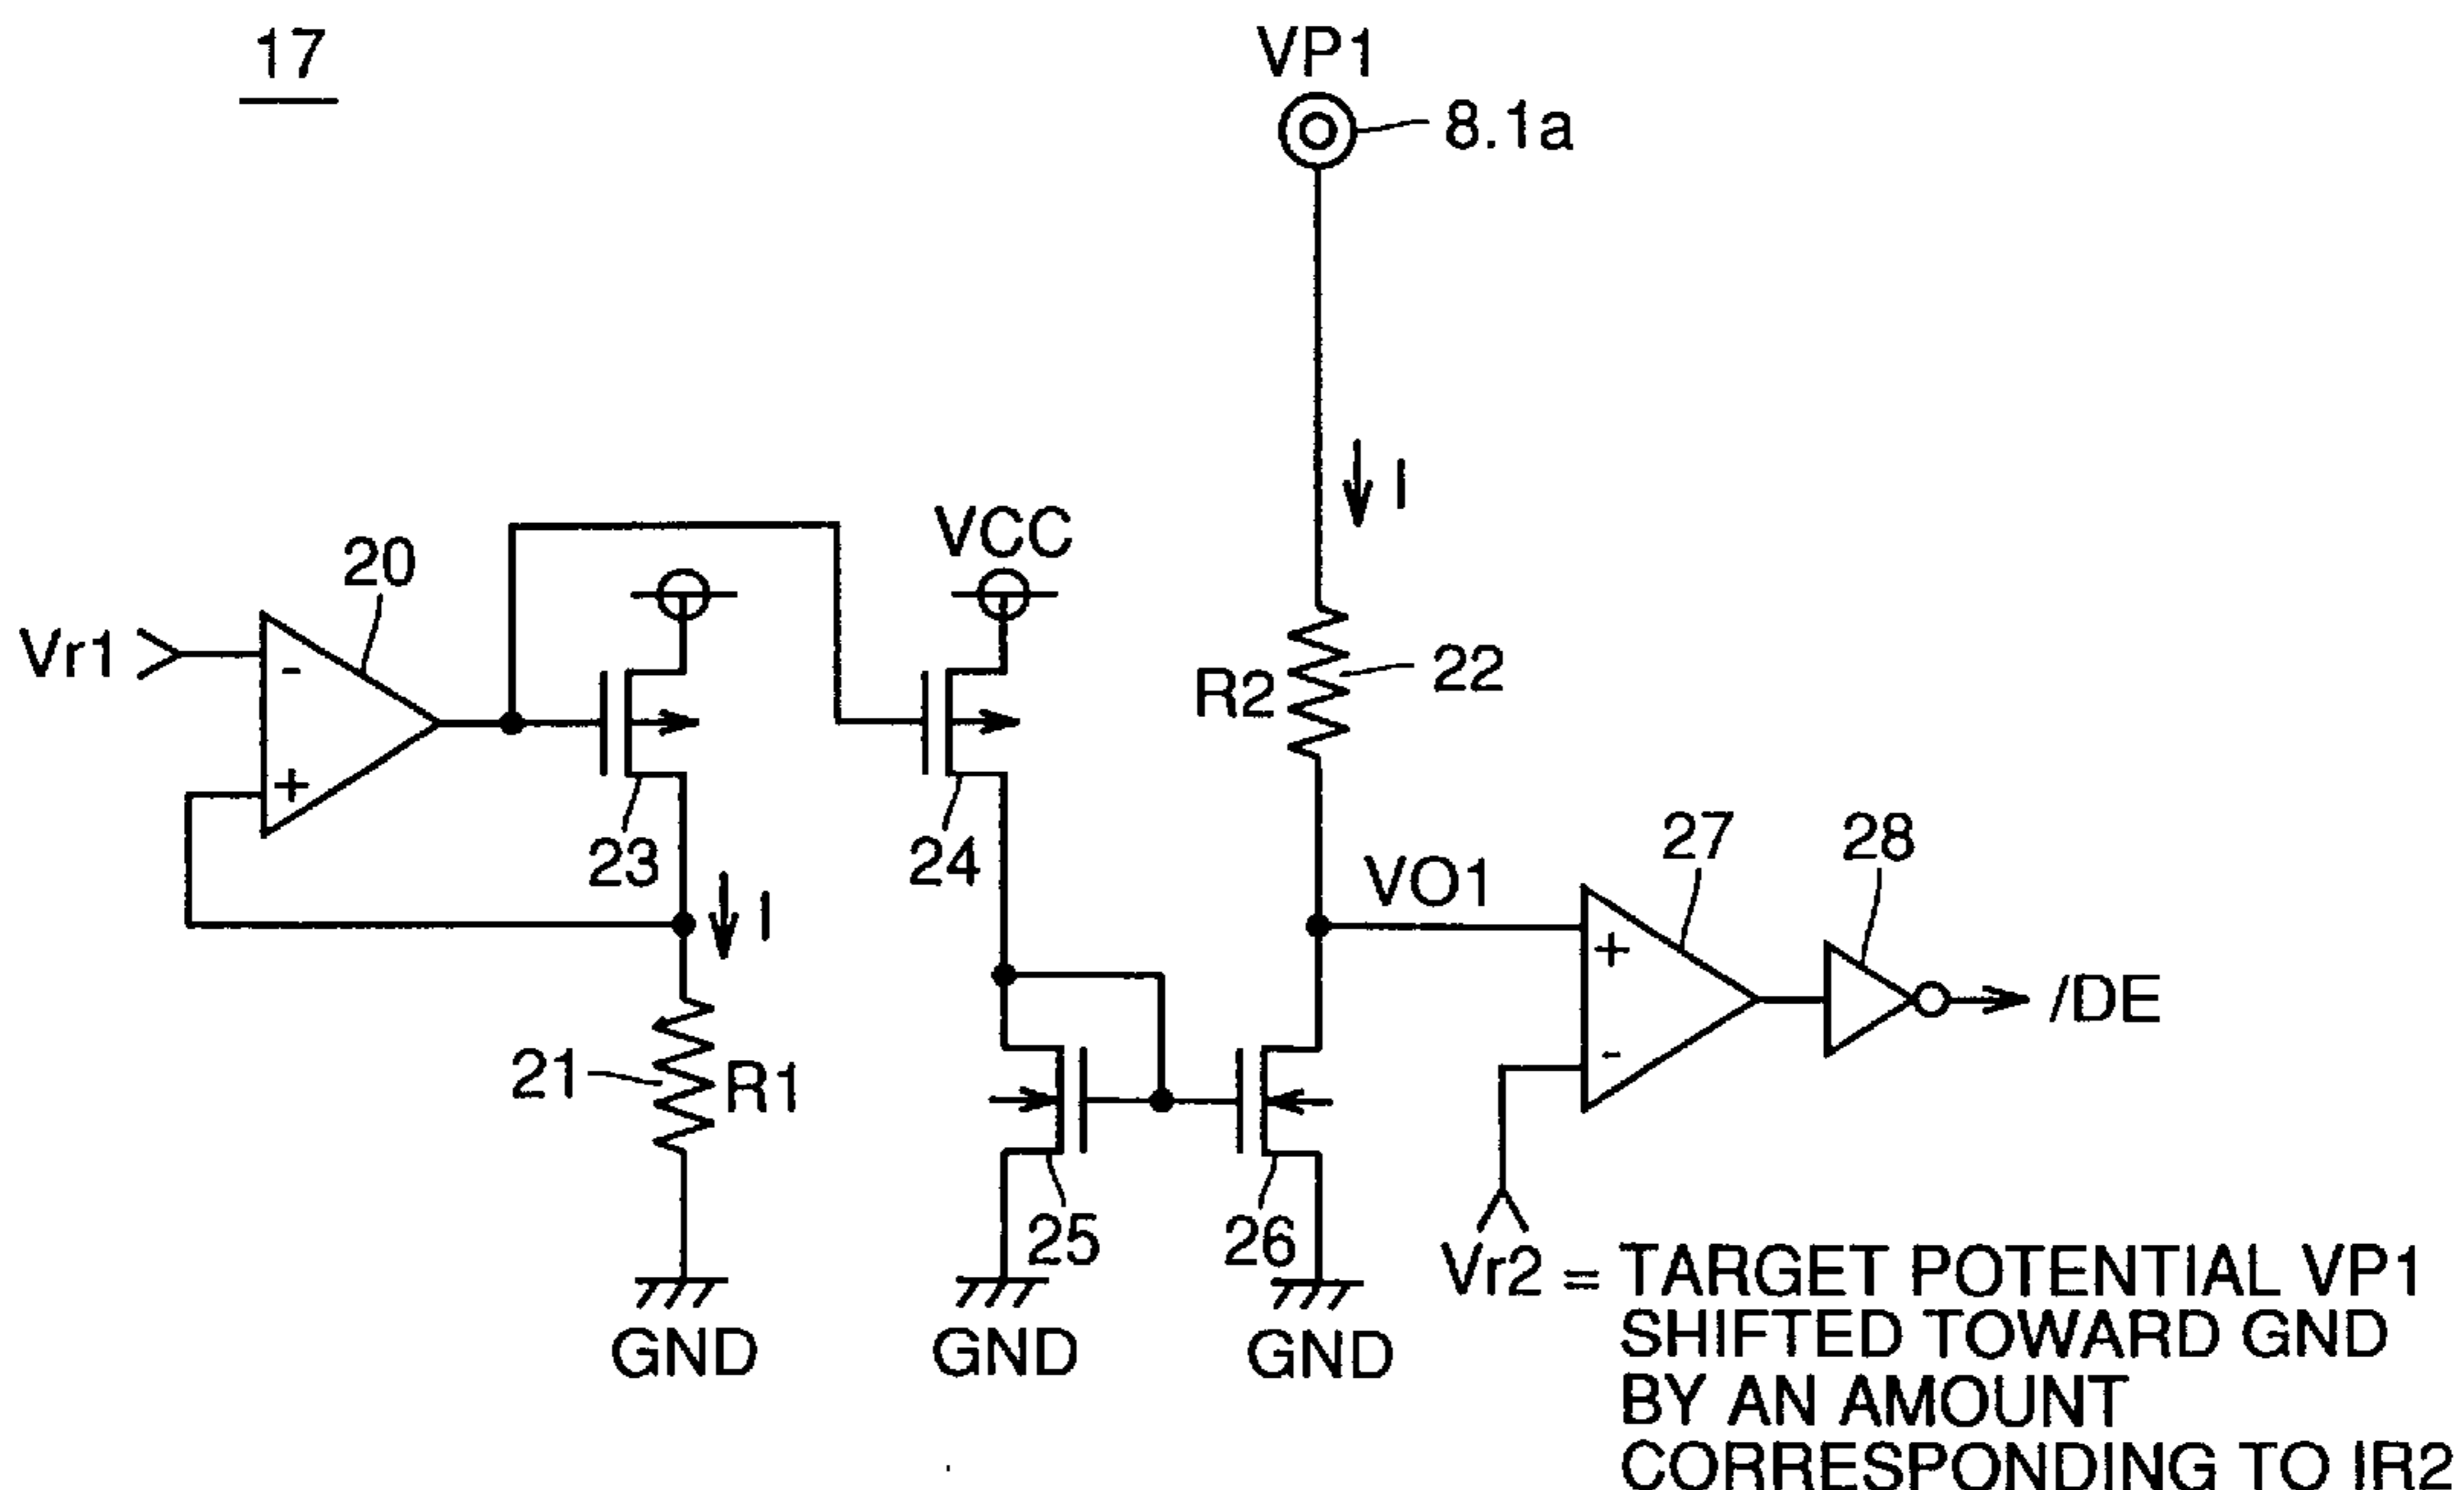 17
VP1
8.1a
I
VCC
20
Vr1
-
+
R2
22
23
24
I
VO1
27
28
+
-
/DE
21
R1
25
26
Vr2 = TARGET POTENTIAL VP1
SHIFTED TOWARD GND
BY AN AMOUNT
CORRESPONDING TO IR2
GND
GND
GND